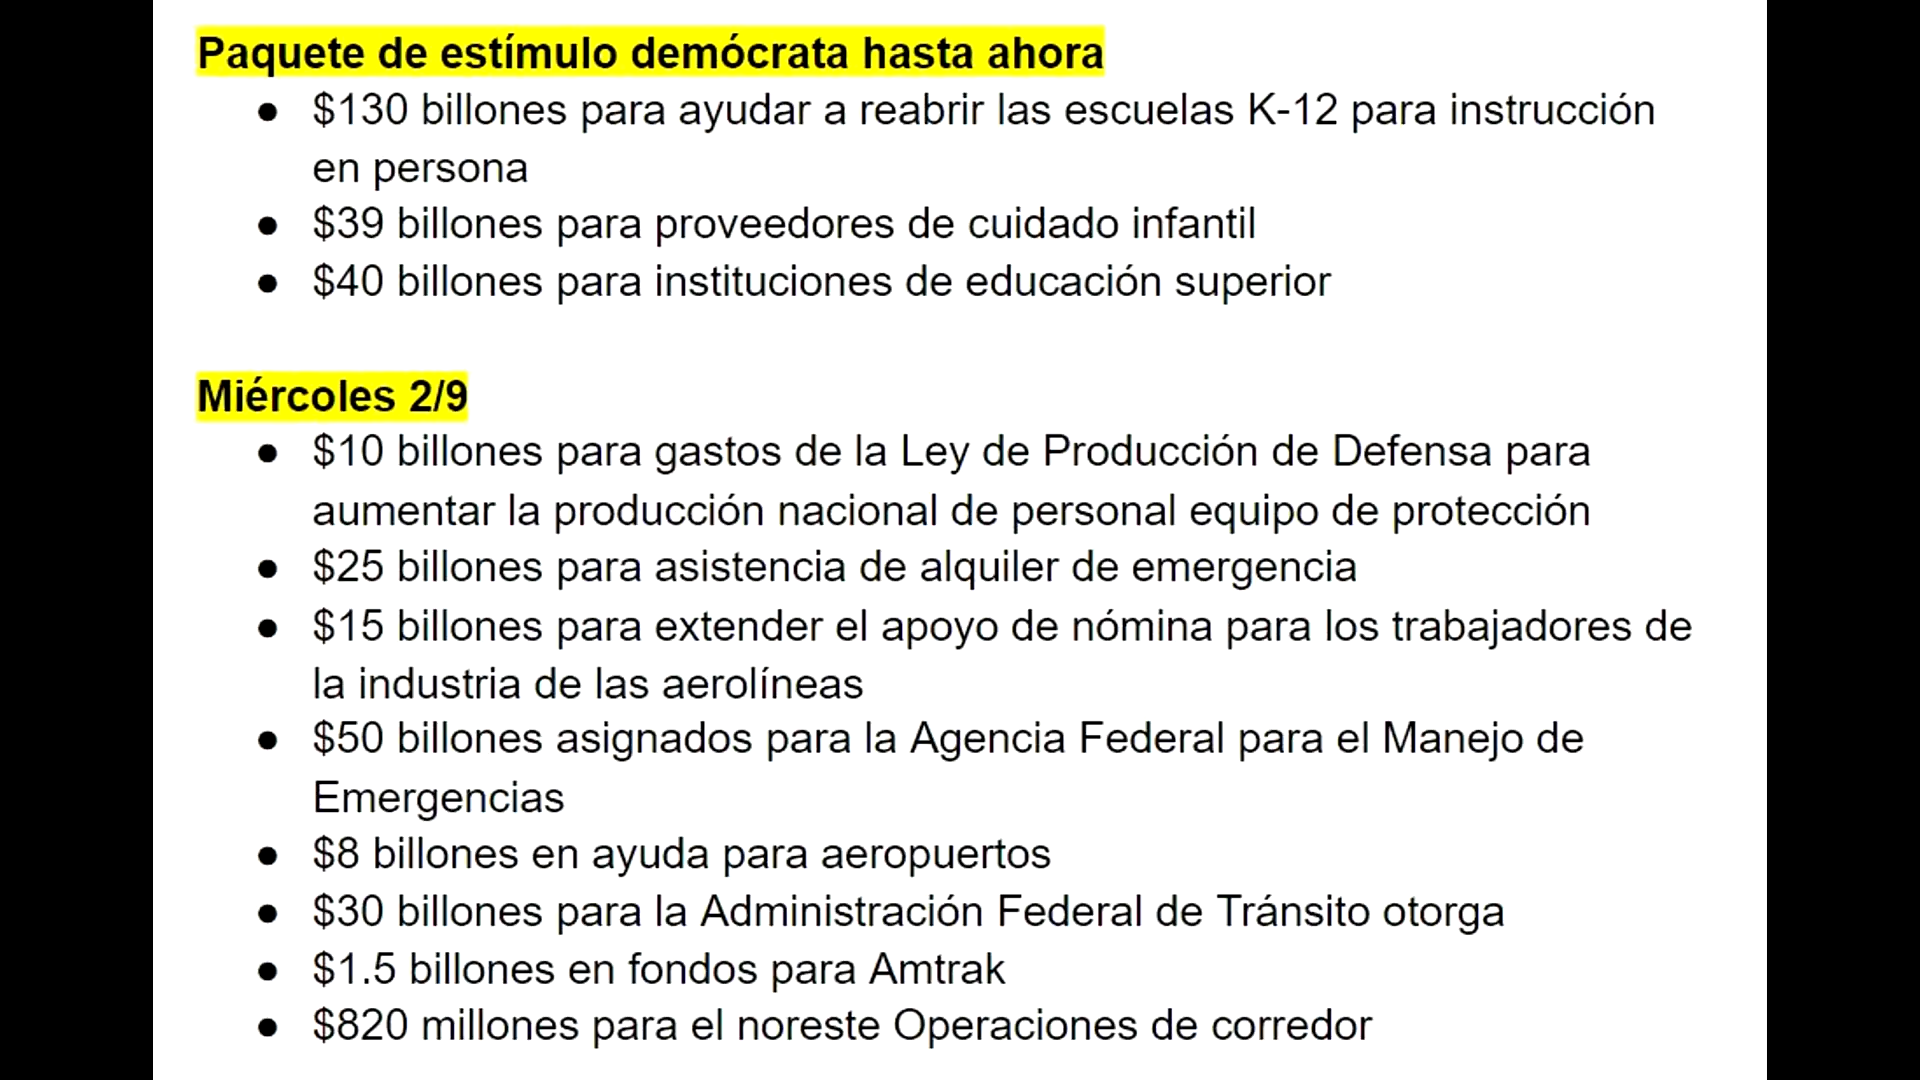 Paquete de estímulo demócrata hasta ahora
● $130 billones para ayudar a reabrir las escuelas K-12 para instrucción
en persona
● $39 billones para proveedores de cuidado infantil
● $40 billones para instituciones de educación superior
Miércoles 2/9
● $10 billones para gastos de la Ley de Producción de Defensa para
aumentar la producción nacional de personal equipo de protección
● $25 billones para asistencia de alquiler de emergencia
● $15 billones para extender el apoyo de nómina para los trabajadores de
la industria de las aerolíneas
● $50 billones asignados para la Agencia Federal para el Manejo de
Emergencias
● $8 billones en ayuda para aeropuertos
● $30 billones para la Administración Federal de Tránsito otorga
● $1.5 billones en fondos para Amtrak
● $820 millones para el noreste Operaciones de corredor